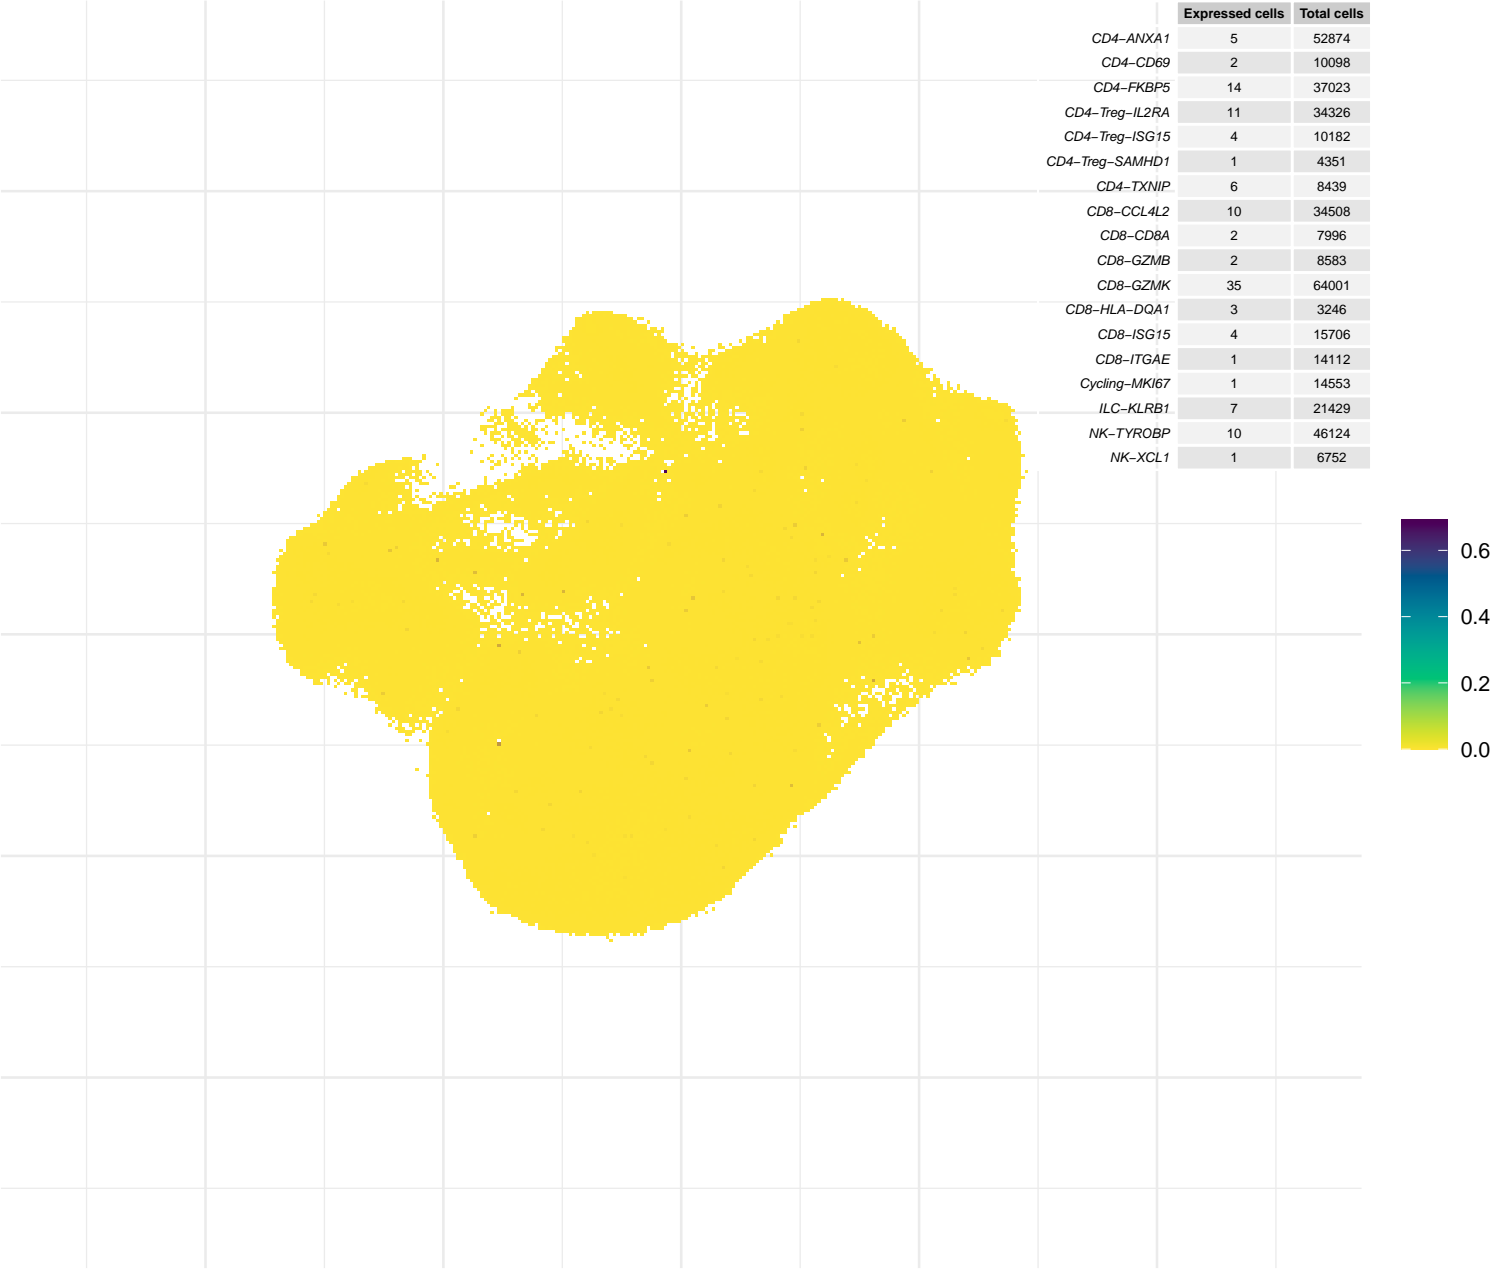 Expressed cells Total cells
CD4−ANXA1 5 52874
CD4−CD69 2 10098
CD4−FKBP5 14 37023
CD4−Treg−IL2RA 11 34326
CD4−Treg−ISG15 4 10182
CD4−Treg−SAMHD1 1 4351
CD4−TXNIP 6 8439
CD8−CCL4L2 10 34508
CD8−CD8A 2 7996
CD8−GZMB 2 8583
CD8−GZMK 35 64001
CD8−HLA−DQA1 3 3246
CD8−ISG15 4 15706
CD8−ITGAE 1 14112
Cycling−MKI67 1 14553
ILC−KLRB1 7 21429
NK−TYROBP 10 46124
NK−XCL1 1 6752
0.6
0.4
0.2
0.0